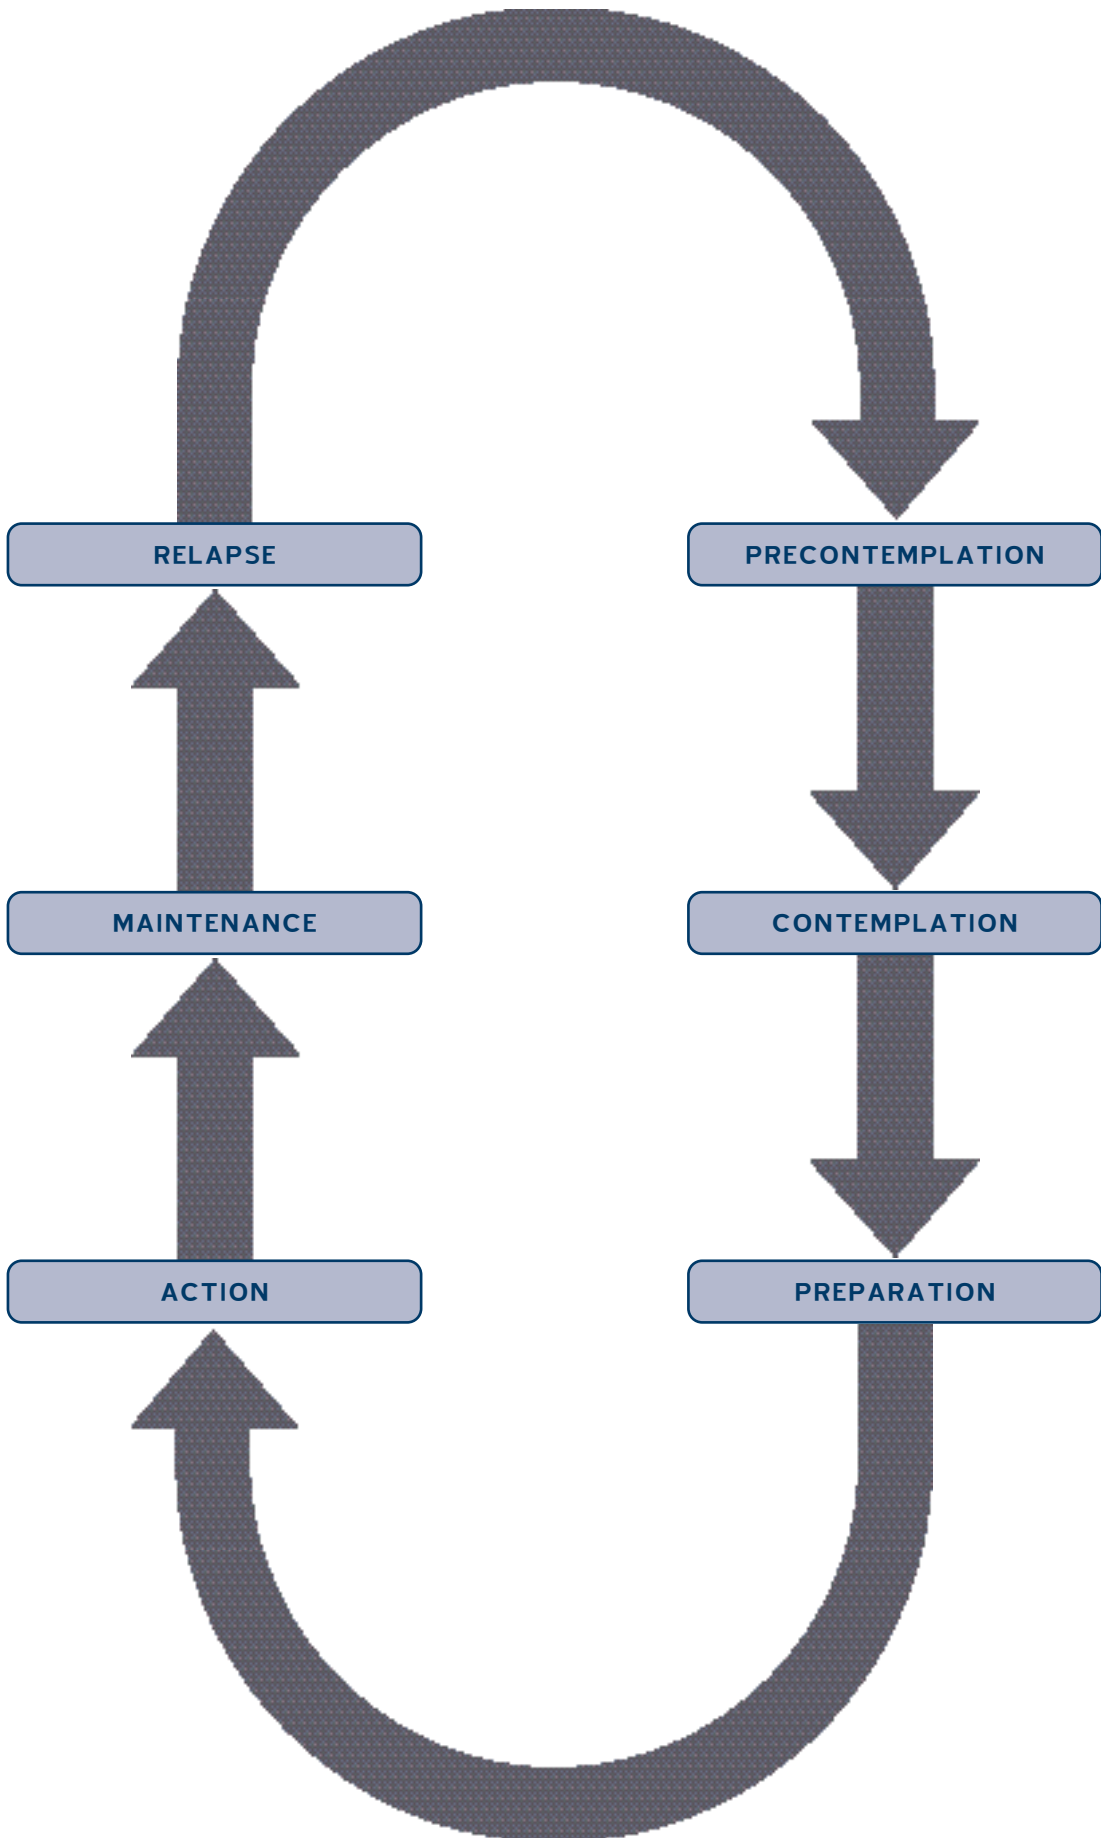 RELAPSE
PRECONTEMPLATION
MAINTENANCE
CONTEMPLATION
ACTION
PREPARATION